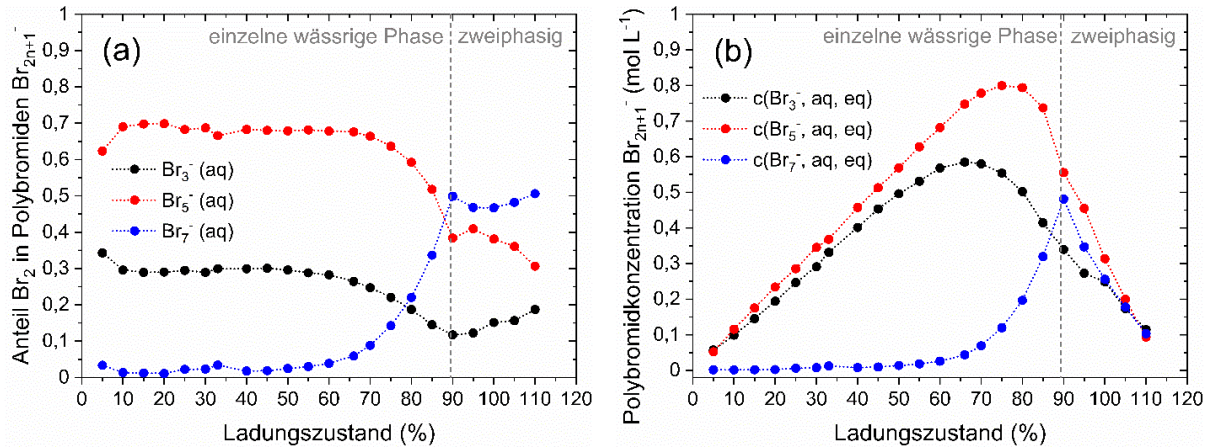 Anteil Br₂ in Polybromiden Br₂ₙ₊₁⁻
1
0,9
0,8
0,7
0,6
0,5
0,4
0,3
0,2
0,1
0
(a)
einzelne wässrige Phase
zweiphasig
Br₃⁻ (aq)
Br₅⁻ (aq)
Br₇⁻ (aq)
0 10 20 30 40 50 60 70 80 90 100 110 120
Ladungszustand (%)
Polybromidkonzentration Br₂ₙ₊₁⁻ (mol L⁻¹)
1
0,9
0,8
0,7
0,6
0,5
0,4
0,3
0,2
0,1
0
(b)
einzelne wässrige Phase
zweiphasig
c(Br₃⁻, aq, eq)
c(Br₅⁻, aq, eq)
c(Br₇⁻, aq, eq)
0 10 20 30 40 50 60 70 80 90 100 110 120
Ladungszustand (%)